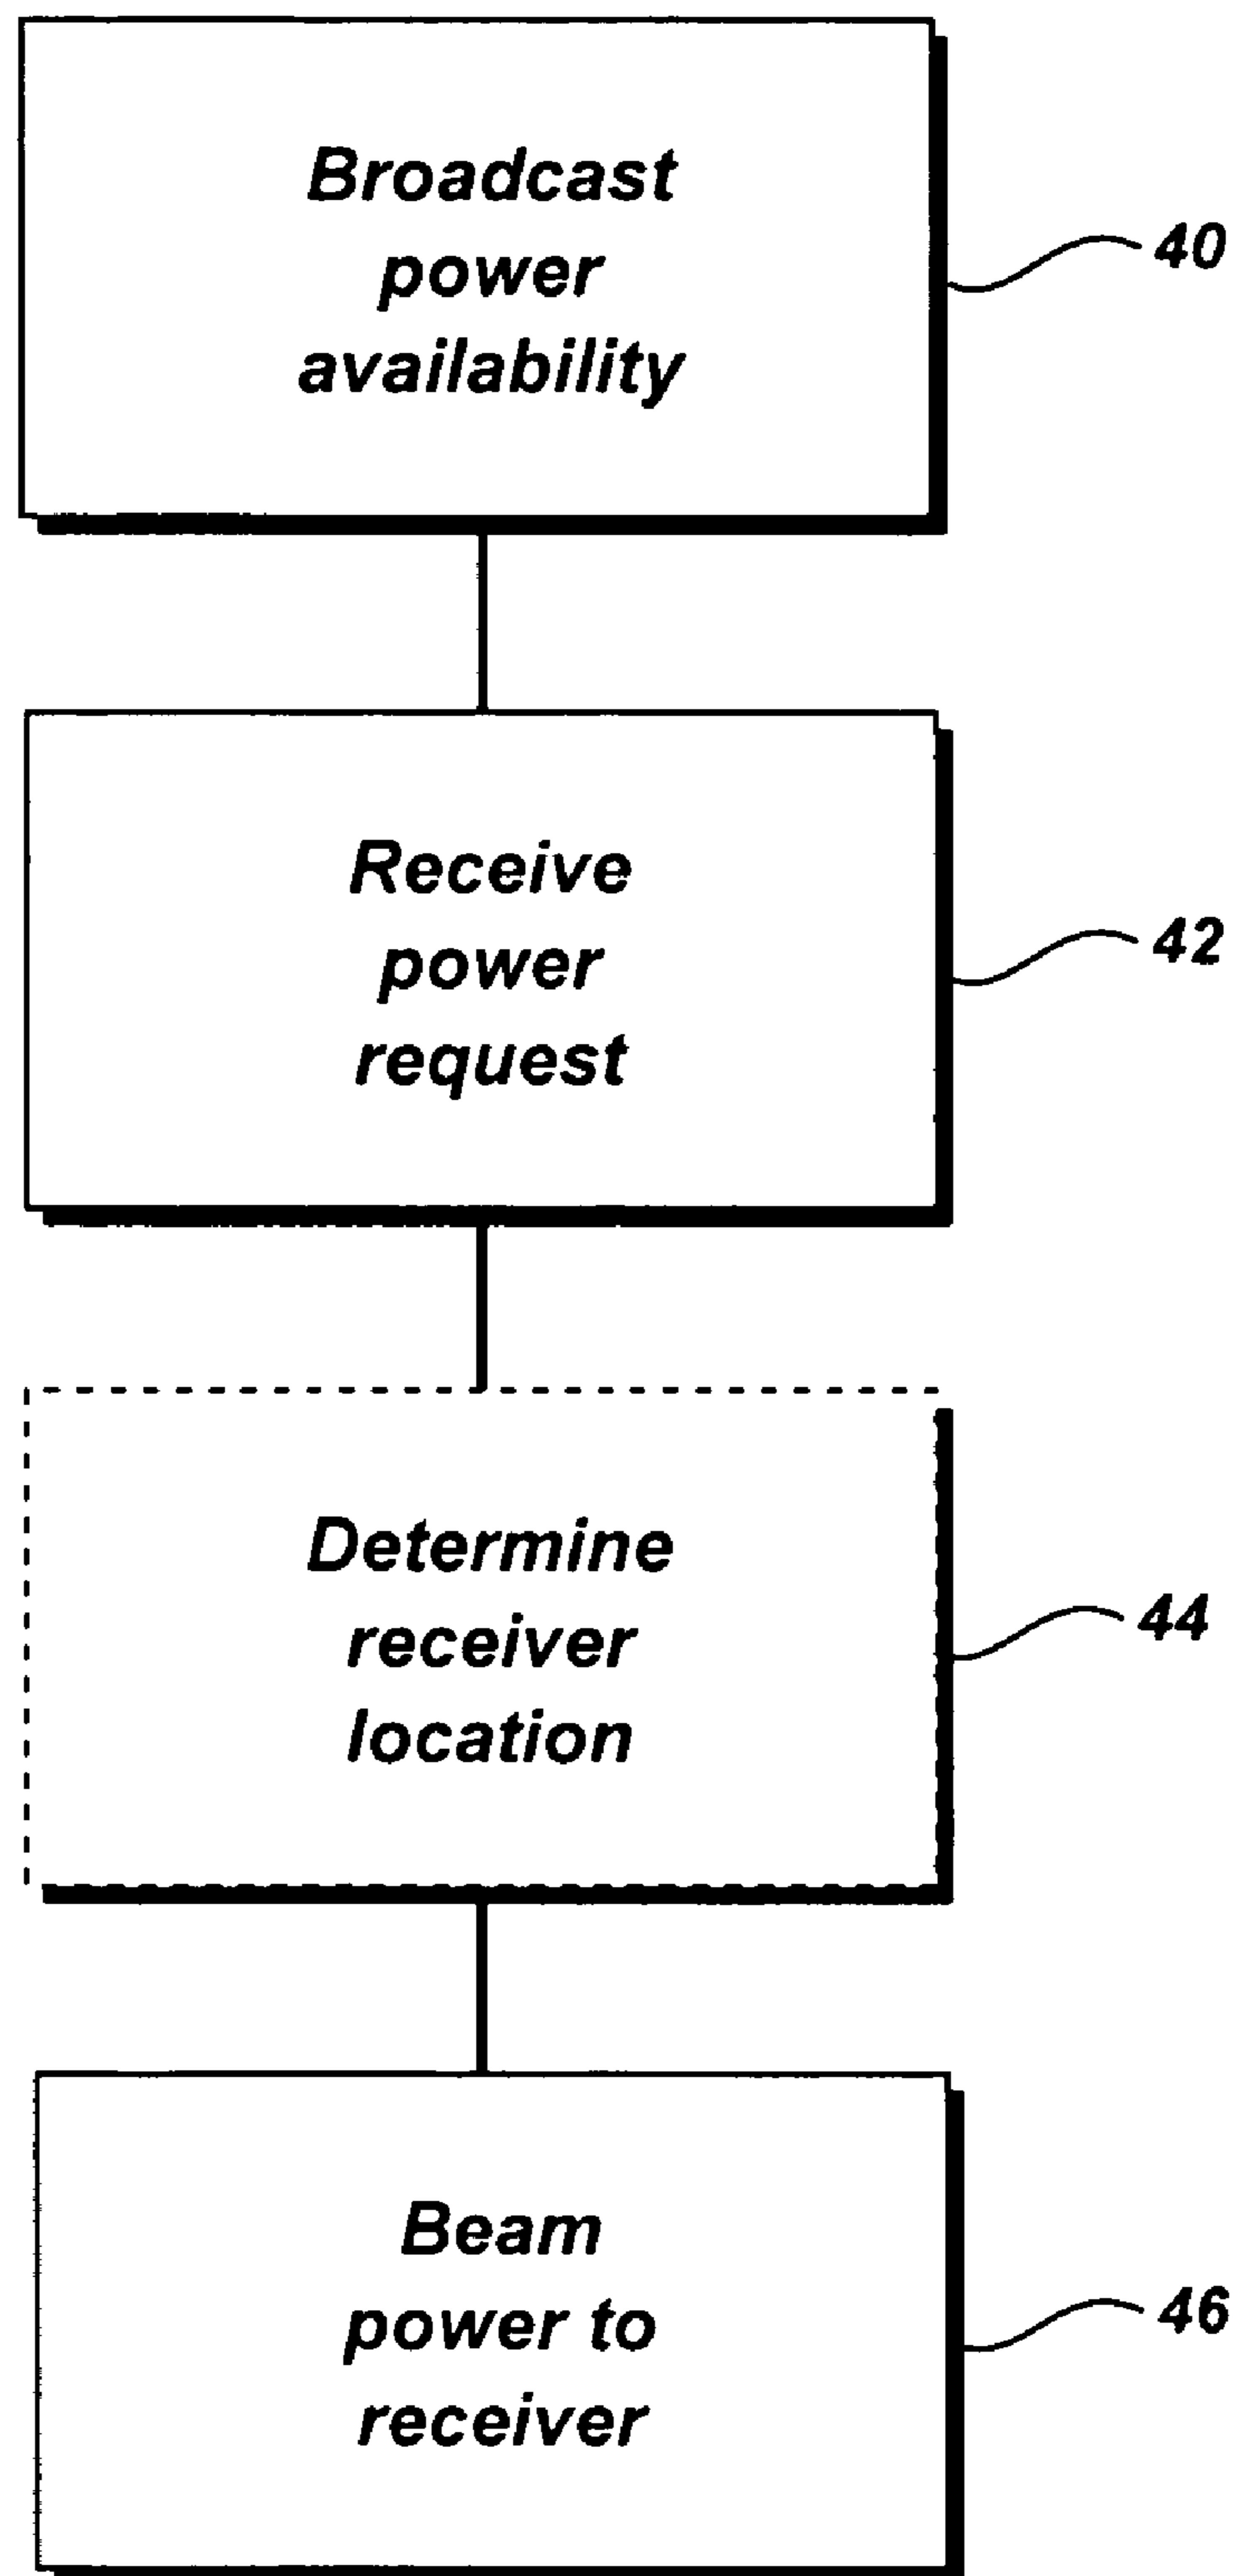 Broadcast
power
availability
40
Receive
power
request
42
Determine
receiver
location
44
Beam
power to
receiver
46